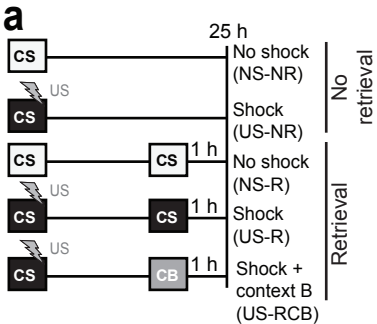 a
25 h
CS
No shock
(NS-NR)
US
CS
Shock
(US-NR)
No
retrieval
CS
CS
1 h
No shock
(NS-R)
US
CS
CS
1 h
Shock
(US-R)
US
CS
CB
1 h
Shock +
context B
(US-RCB)
Retrieval